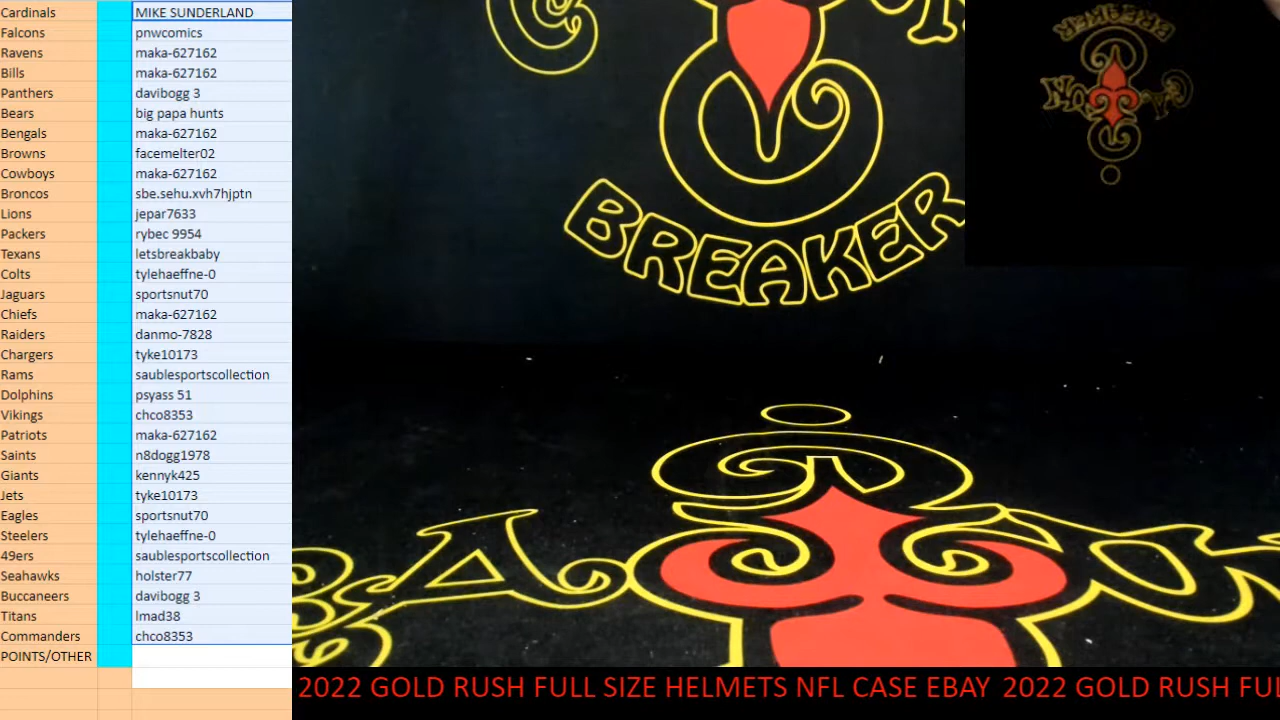 Cardinals MIKE SUNDERLAND
Falcons pnwcomics
Ravens maka-627162
Bills maka-627162
Panthers davibogg 3
Bears big papa hunts
Bengals maka-627162
Browns facemelter02
Cowboys maka-627162
Broncos sbe.sehu.xvh7hjptn
Lions jepar7633
Packers rybec 9954
Texans letsbreakbaby
Colts tylehaeffne-0
Jaguars sportsnut70
Chiefs maka-627162
Raiders danmo-7828
Chargers tyke10173
Rams saublesportscollection
Dolphins psyass 51
Vikings chco8353
Patriots maka-627162
Saints n8dogg1978
Giants kennyk425
Jets tyke10173
Eagles sportsnut70
Steelers tylehaeffne-0
49ers saublesportscollection
Seahawks holster77
Buccaneers davibogg 3
Titans lmad38
Commanders chco8353
POINTS/OTHER
BREAKER
BREAKER
2022 GOLD RUSH FULL SIZE HELMETS NFL CASE EBAY 2022 GOLD RUSH FUL